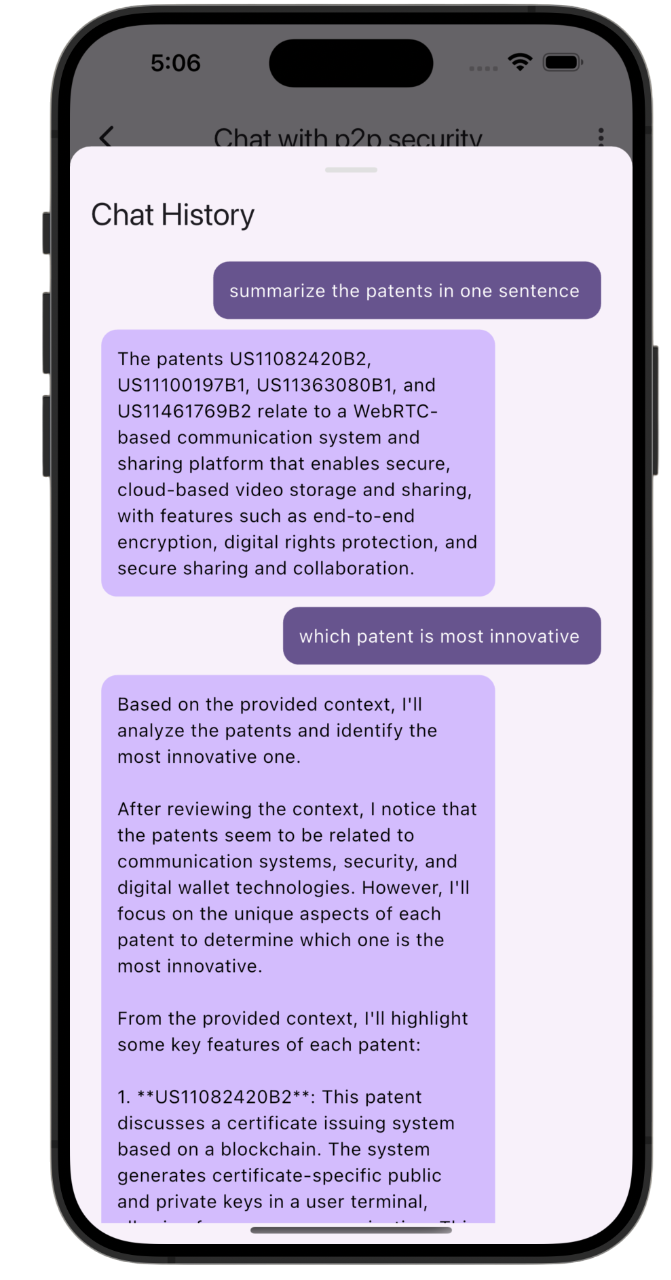 5:06
Chat with p2p security
Chat History
summarize the patents in one sentence
The patents US11082420B2,
US11100197B1, US11363080B1, and
US11461769B2 relate to a WebRTC-
based communication system and
sharing platform that enables secure,
cloud-based video storage and sharing,
with features such as end-to-end
encryption, digital rights protection, and
secure sharing and collaboration.
which patent is most innovative
Based on the provided context, I'll
analyze the patents and identify the
most innovative one.
After reviewing the context, I notice that
the patents seem to be related to
communication systems, security, and
digital wallet technologies. However, I'll
focus on the unique aspects of each
patent to determine which one is the
most innovative.
From the provided context, I'll highlight
some key features of each patent:
1. **US11082420B2**: This patent
discusses a certificate issuing system
based on a blockchain. The system
generates certificate-specific public
and private keys in a user terminal,